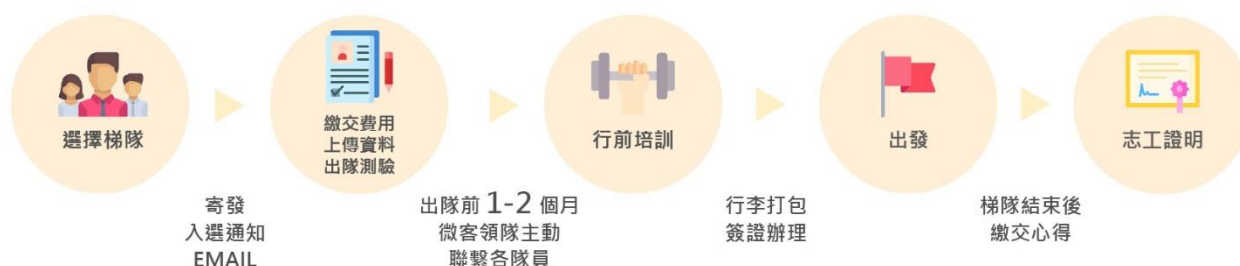 選擇梯隊
繳交費用
上傳資料
出隊測驗
行前培訓
出發
志工證明
寄發
入選通知
EMAIL
出隊前 1-2 個月
微客領隊主動
聯繫各隊員
行李打包
簽證辦理
梯隊結束後
繳交心得